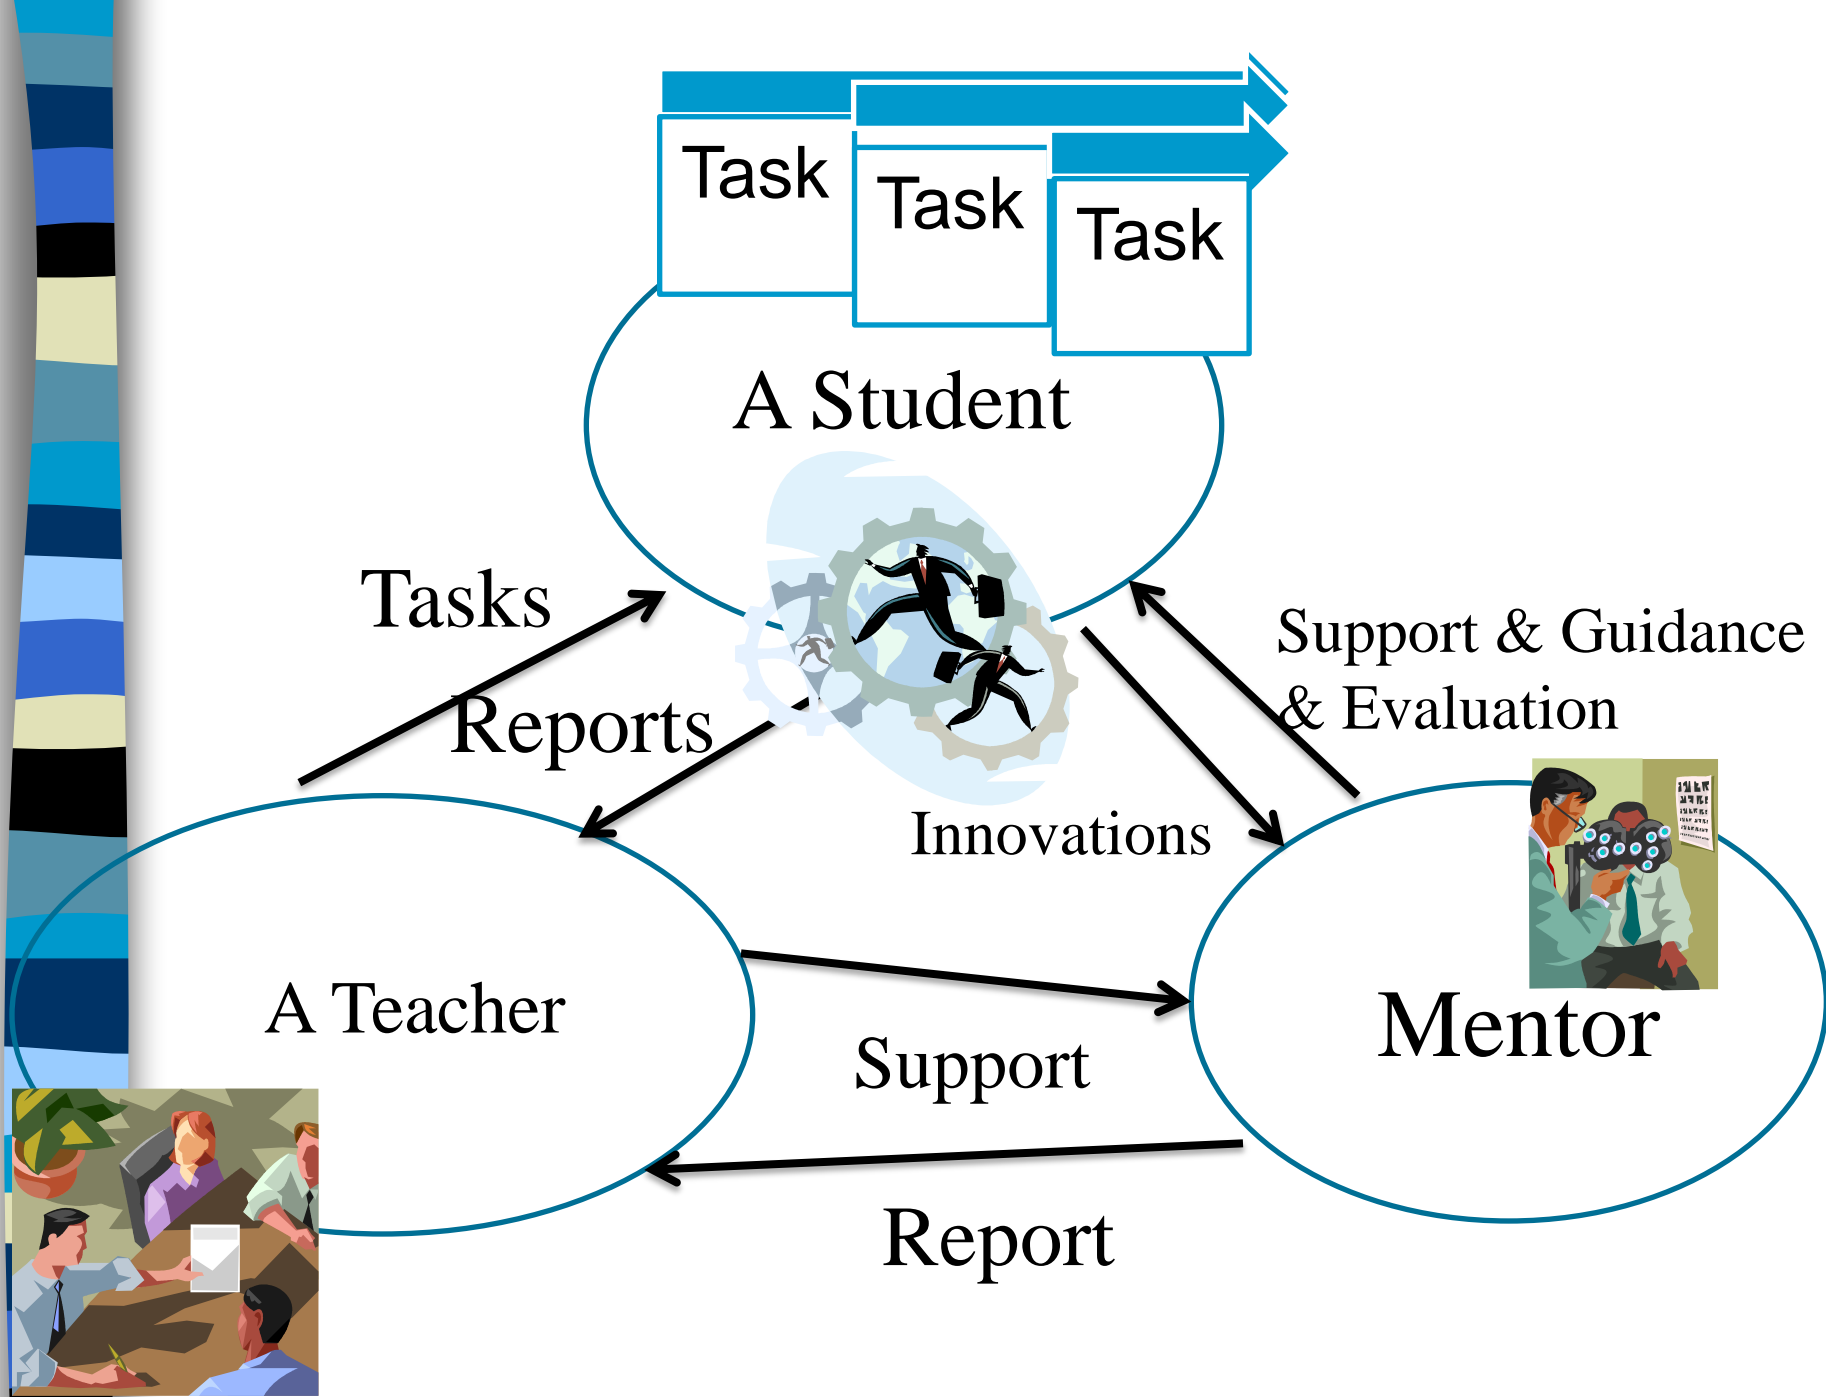 Task
Task
Task
A Student
Tasks
Reports
Support & Guidance
& Evaluation
Innovations
A Teacher
Mentor
Support
Report